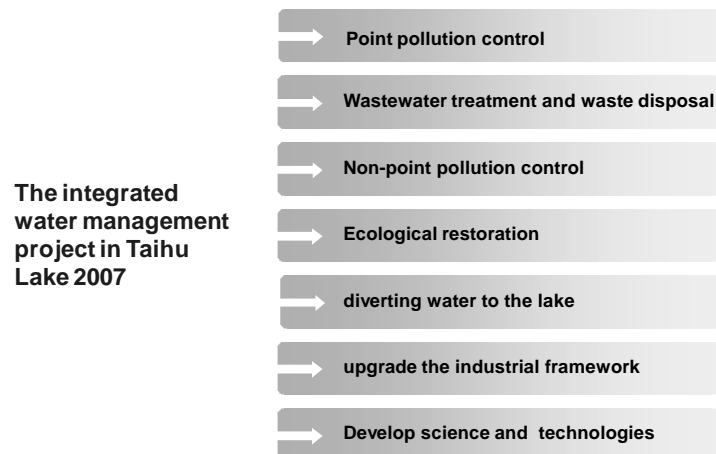 The integrated
water management
project in Taihu
Lake 2007
Point pollution control
Wastewater treatment and waste disposal
Non-point pollution control
Ecological restoration
diverting water to the lake
upgrade the industrial framework
Develop science and technologies